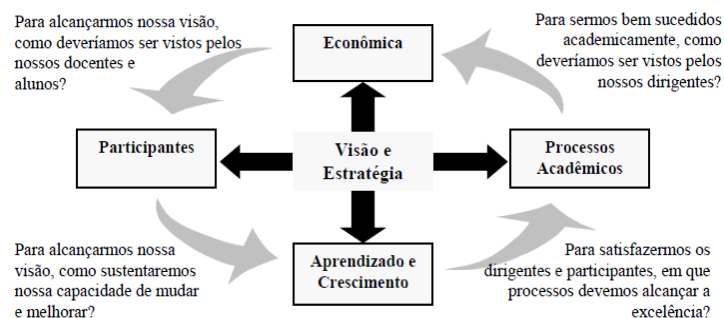 Para alcançarmos nossa visão,
como deveríamos ser vistos pelos
nossos docentes e
alunos?
Econômica
Para sermos bem sucedidos
academicamente, como
deveríamos ser vistos pelos
nossos dirigentes?
Participantes
Visão e
Estratégia
Processos
Acadêmicos
Para alcançarmos nossa
visão, como sustentaremos
nossa capacidade de mudar
e melhorar?
Aprendizado e
Crescimento
Para satisfazermos os
dirigentes e participantes, em que
processos devemos alcançar a
excelência?